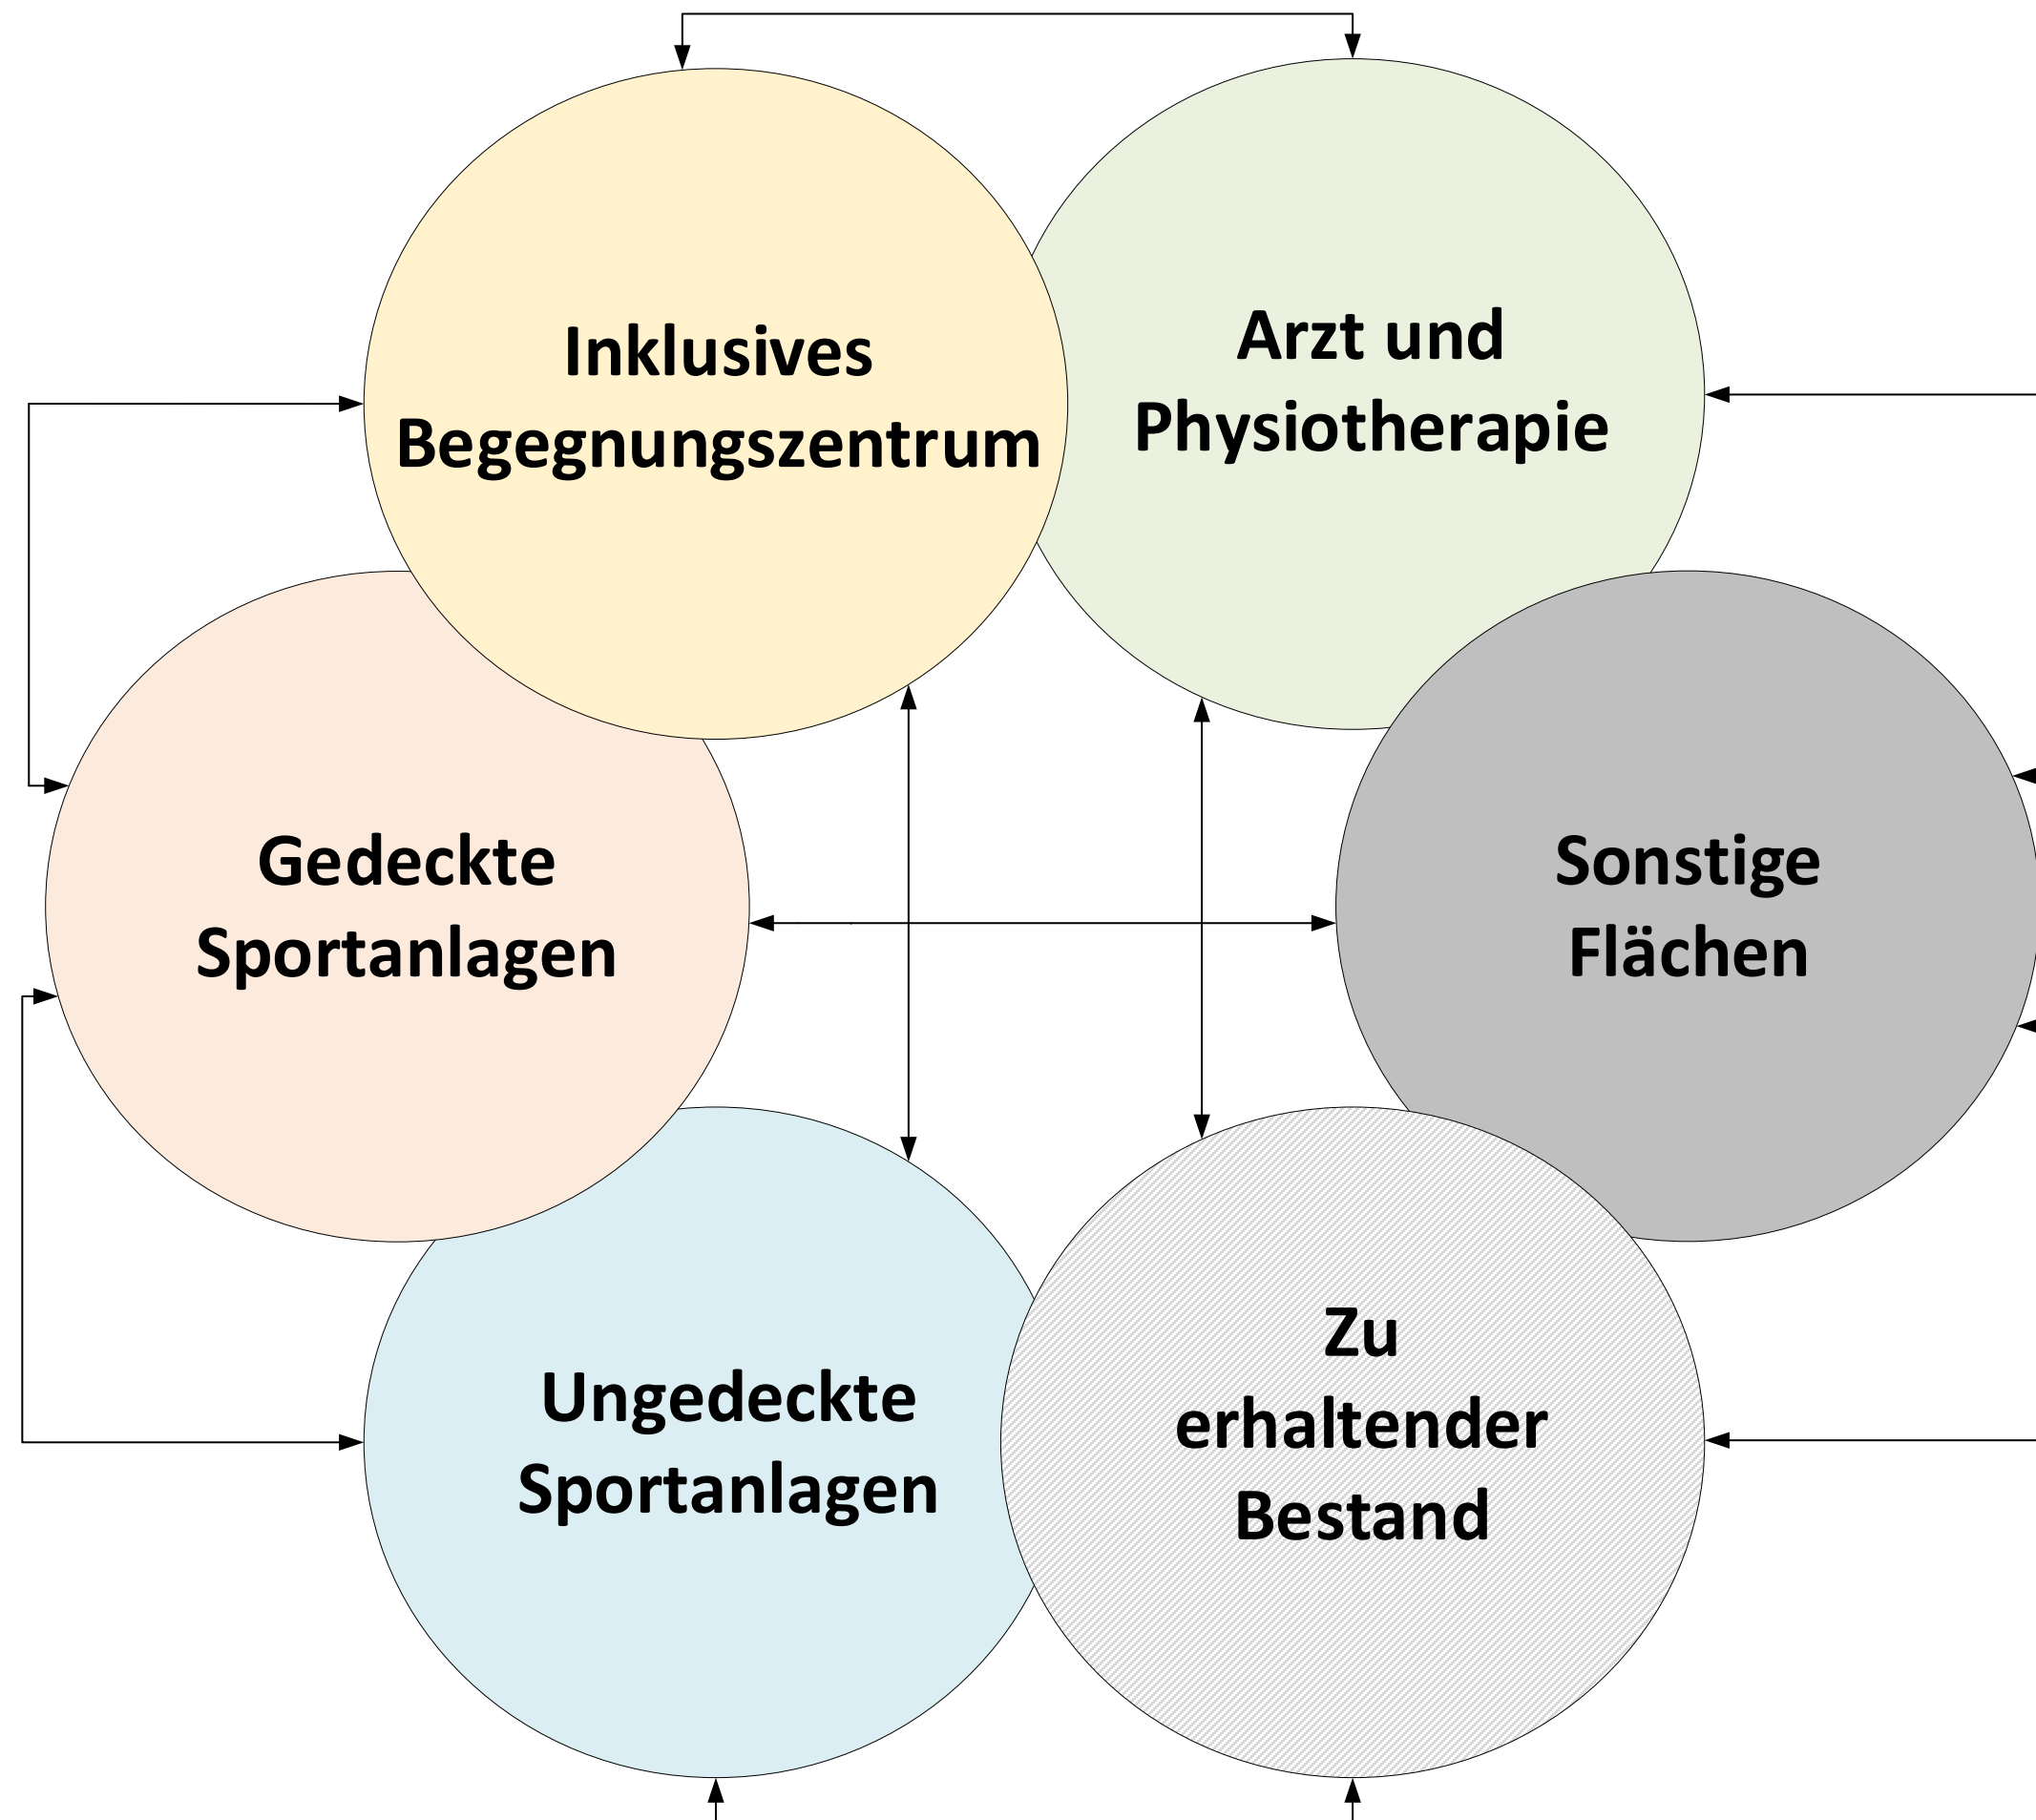 Inklusives
Begegnungszentrum
Arzt und
Physiotherapie
Gedeckte
Sportanlagen
Sonstige
Flächen
Ungedeckte
Sportanlagen
Zu
erhaltender
Bestand